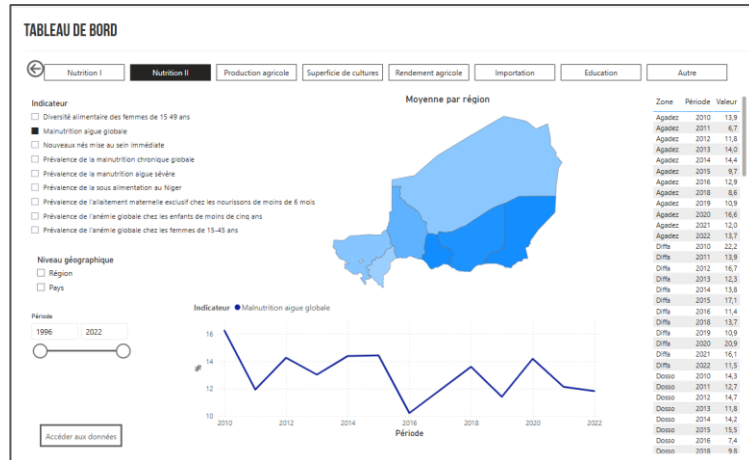 TABLEAU DE BORD
Nutrition I
Nutrition II
Production agricole
Superficie de cultures
Rendement agricole
Importation
Education
Autre
Indicateur
Diversité alimentaire des femmes de 15 49 ans
Malnutrition aigue globale
Nouveaux nés mise au sein immédiate
Prévalence de la malnutrition chronique globale
Prévalence de la manutrition aigue sévère
Prévalence de la sous alimentation au Niger
Prévalence de l'allaitement maternelle exclusif chez les nourissons de moins de 6 mois
Prévalence de l'anémie globale chez les enfants de moins de cinq ans
Prévalence de l'anémie globale chez les femmes de 15-45 ans
Niveau géographique
Région
Pays
Période
1996 2022
Accéder aux données
Moyenne par région
Indicateur Malnutrition aigue globale
%
16
14
12
10
2010 2012 2014 2016 2018 2020 2022
Période
Zone Période Valeur
Agadez 2010 13,9
Agadez 2011 6,7
Agadez 2012 11,8
Agadez 2013 14,0
Agadez 2014 14,4
Agadez 2015 9,7
Agadez 2016 12,9
Agadez 2018 8,6
Agadez 2019 10,9
Agadez 2020 16,6
Agadez 2021 12,0
Agadez 2022 13,7
Diffa 2010 22,2
Diffa 2011 13,9
Diffa 2012 16,7
Diffa 2013 12,3
Diffa 2014 13,8
Diffa 2015 17,1
Diffa 2016 11,4
Diffa 2018 13,7
Diffa 2019 10,9
Diffa 2020 20,9
Diffa 2021 16,1
Diffa 2022 11,5
Dosso 2010 14,3
Dosso 2011 12,7
Dosso 2012 14,7
Dosso 2013 11,8
Dosso 2014 14,2
Dosso 2015 15,5
Dosso 2016 7,4
Dosso 2018 9,8